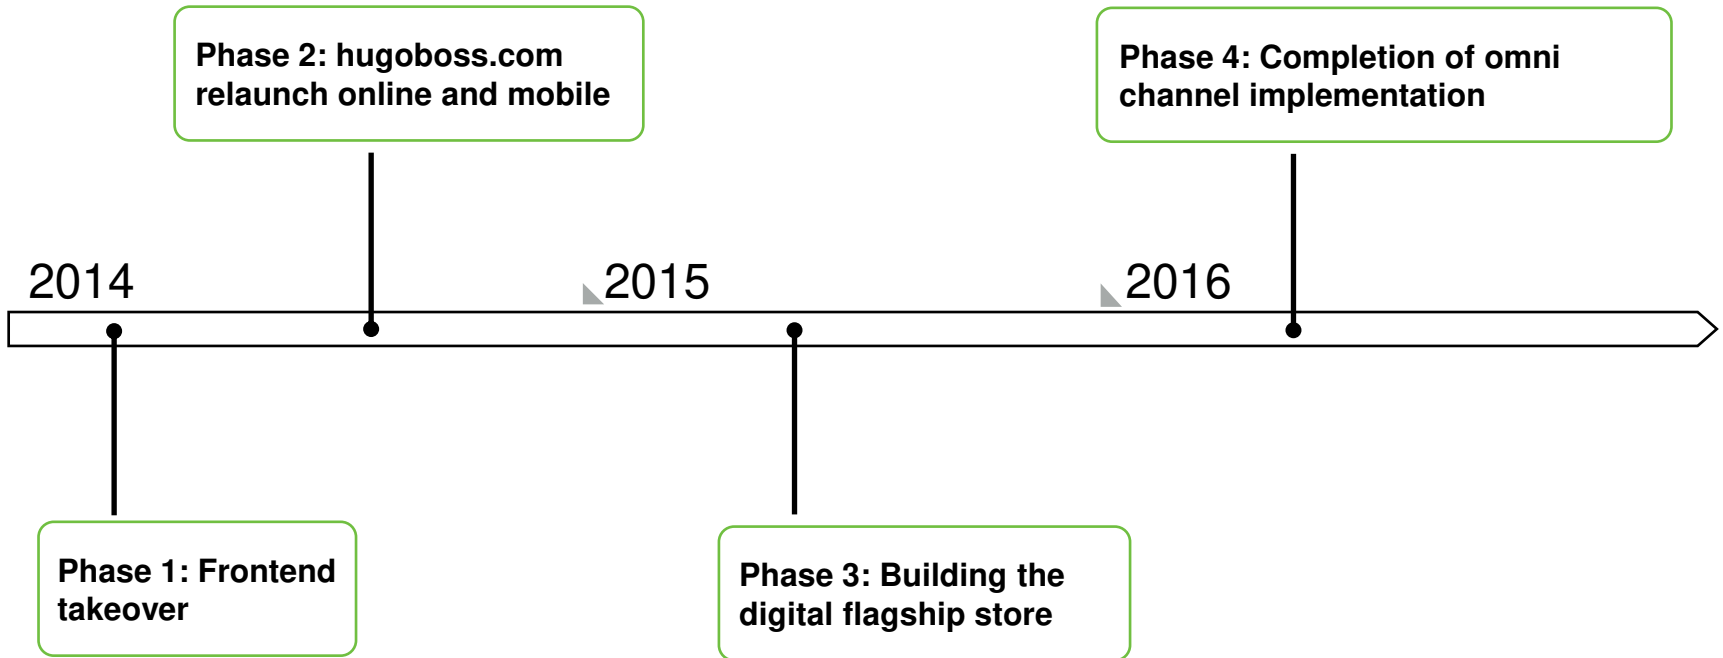 Phase 2: hugoboss.com
relaunch online and mobile
Phase 4: Completion of omni
channel implementation
2014
2015
2016
Phase 1: Frontend
takeover
Phase 3: Building the
digital flagship store